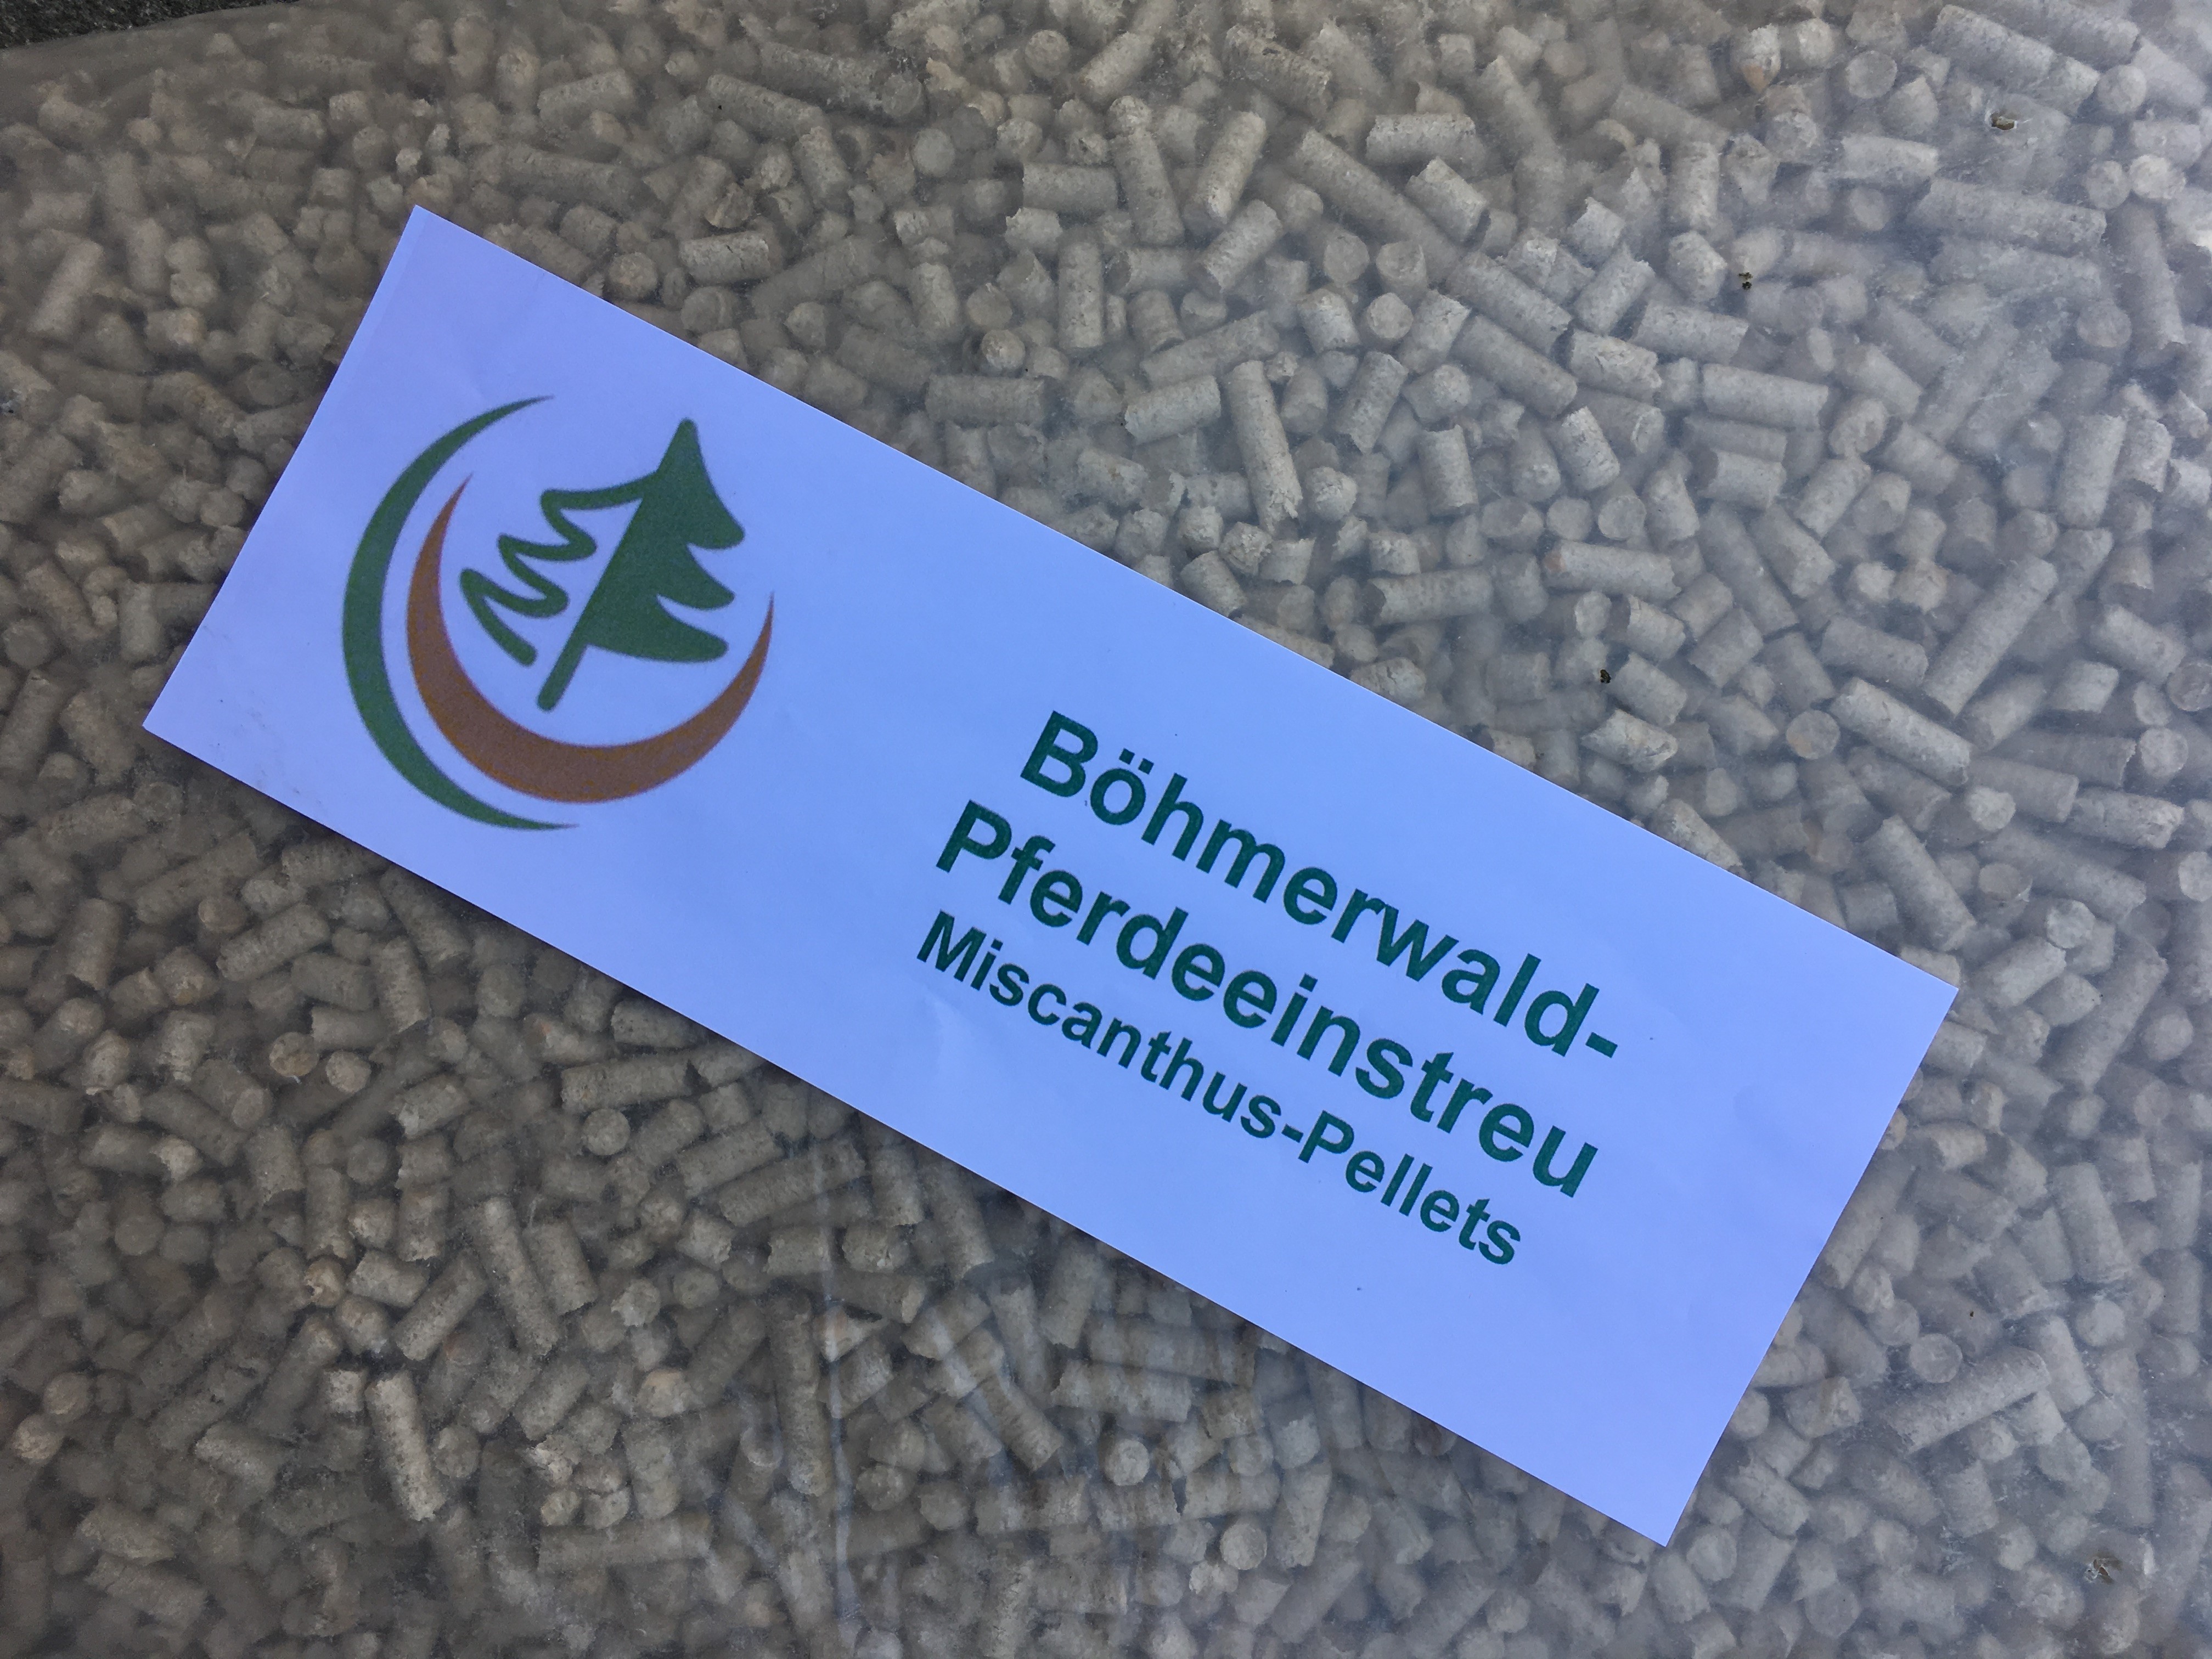 Böhmerwald-
Pferdeeinstreu
Miscanthus-Pellets